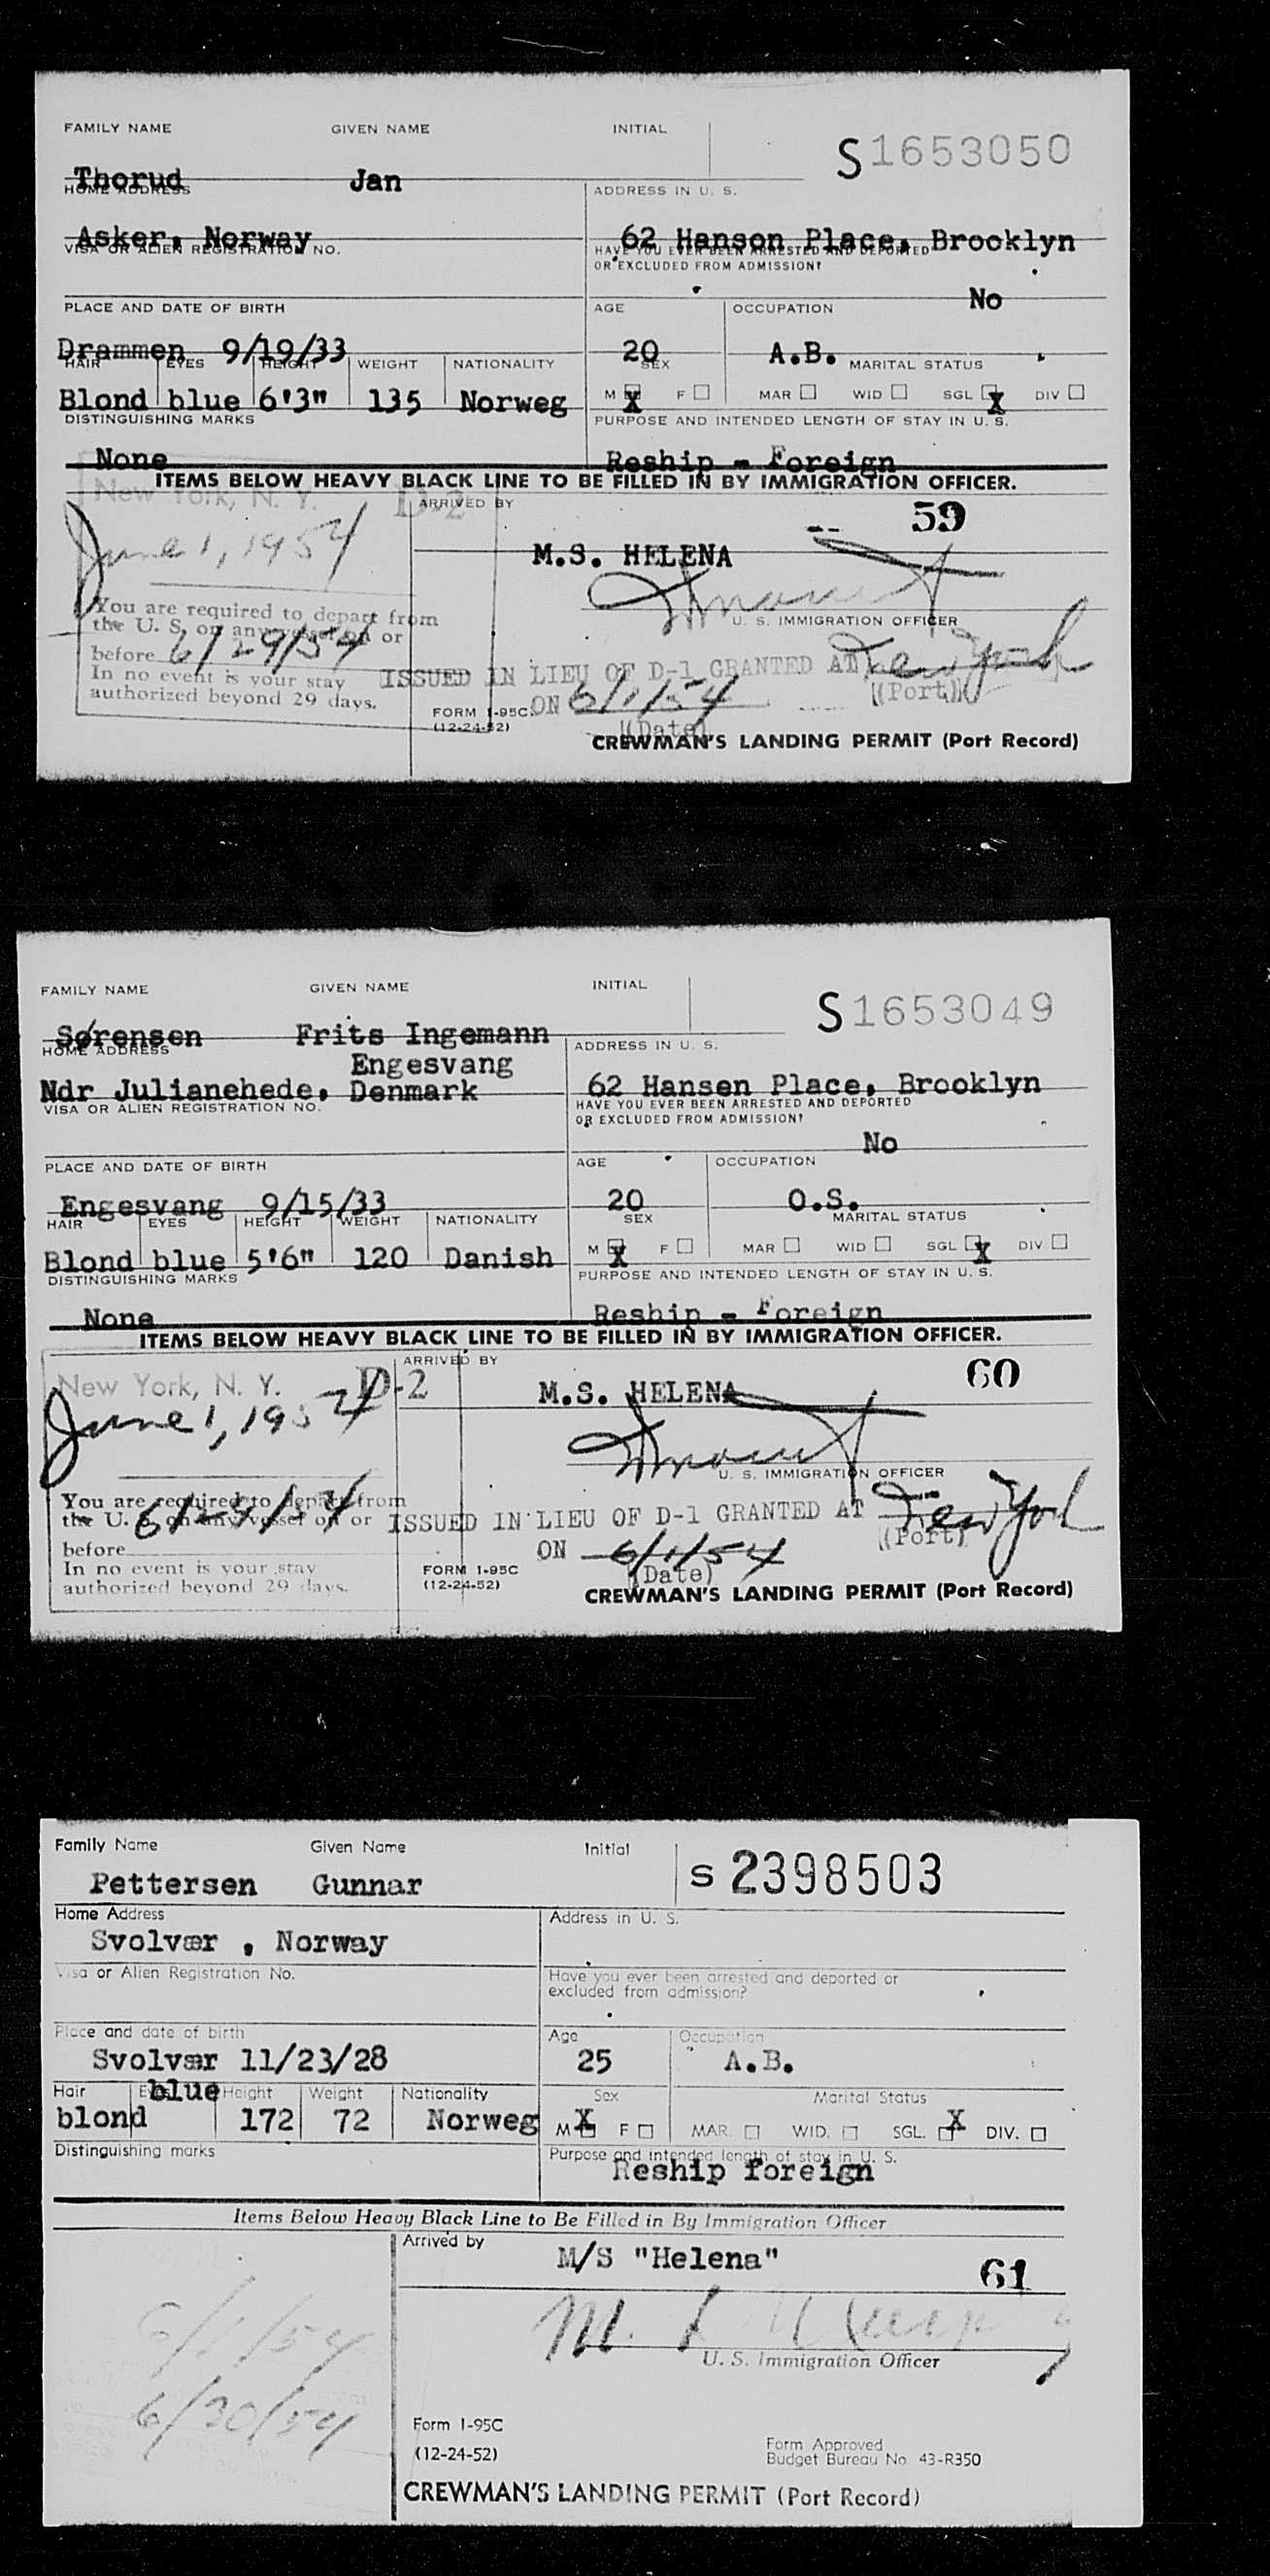 FAMILY NAME GIVEN NAME INITIAL
S1653050
Thorud Jan
HOME ADDRESS ADDRESS IN U. S.
Asker, Norway 62 Hanson Place, Brooklyn
VISA OR ALIEN REGISTRATION NO. HAVE YOU EVER BEEN ARRESTED AND DEPORTED
OR EXCLUDED FROM ADMISSION?
No
PLACE AND DATE OF BIRTH AGE OCCUPATION
Drammen 9/19/33 20 A.B.
HAIR EYES HEIGHT WEIGHT NATIONALITY SEX MARITAL STATUS
Blond blue 6'3" 135 Norweg M X F MAR WID SGL X DIV
DISTINGUISHING MARKS PURPOSE AND INTENDED LENGTH OF STAY IN U. S.
None Reship - Foreign
ITEMS BELOW HEAVY BLACK LINE TO BE FILLED IN BY IMMIGRATION OFFICER.
New York, N. Y. D-2 ARRIVED BY 59
June 1, 1954 M.S. HELENA
You are required to depart from U. S. IMMIGRATION OFFICER
the U. S. on any vessel on or
before 6/29/54 ISSUED IN LIEU OF D-1 GRANTED AT New York
In no event is your stay (Port)
authorized beyond 29 days. ON 6/1/54
FORM I-95C
(12-24-52) (Date)
CREWMAN'S LANDING PERMIT (Port Record)
FAMILY NAME GIVEN NAME INITIAL
S1653049
Sørensen Frits Ingemann
HOME ADDRESS ADDRESS IN U. S.
Engesvang
Ndr Julianehede, Denmark 62 Hansen Place, Brooklyn
VISA OR ALIEN REGISTRATION NO. HAVE YOU EVER BEEN ARRESTED AND DEPORTED
OR EXCLUDED FROM ADMISSION?
No
PLACE AND DATE OF BIRTH AGE OCCUPATION
Engesvang 9/15/33 20 O.S.
HAIR EYES HEIGHT WEIGHT NATIONALITY SEX MARITAL STATUS
Blond blue 5'6" 120 Danish M X F MAR WID SGL X DIV
DISTINGUISHING MARKS PURPOSE AND INTENDED LENGTH OF STAY IN U. S.
None Reship - Foreign
ITEMS BELOW HEAVY BLACK LINE TO BE FILLED IN BY IMMIGRATION OFFICER.
New York, N. Y. D-2 ARRIVED BY 60
June 1, 1954 M.S. HELENA
U. S. IMMIGRATION OFFICER
You are required to depart from
the U. S. on any vessel on or ISSUED IN LIEU OF D-1 GRANTED AT New York
before 6/29/54 ON 6/1/54 (Port)
In no event is your stay FORM I-95C (Date)
authorized beyond 29 days. (12-24-52)
CREWMAN'S LANDING PERMIT (Port Record)
Family Name Given Name Initial
S 2398503
Pettersen Gunnar
Home Address Address in U. S.
Svolvær , Norway
Visa or Alien Registration No. Have you ever been arrested and deported or
excluded from admission?
Place and date of birth Age Occupation
Svolvær 11/23/28 25 A.B.
Hair Eyes blue Height Weight Nationality Sex Marital Status
blond 172 72 Norweg M X F MAR. WID. SGL. X DIV.
Distinguishing marks Purpose and intended length of stay in U. S.
Reship foreign
Items Below Heavy Black Line to Be Filled in By Immigration Officer
Arrived by M/S "Helena" 61
6/1/54
U. S. Immigration Officer
6/30/54
Form I-95C
(12-24-52) Form Approved
Budget Bureau No. 43-R350
CREWMAN'S LANDING PERMIT (Port Record)